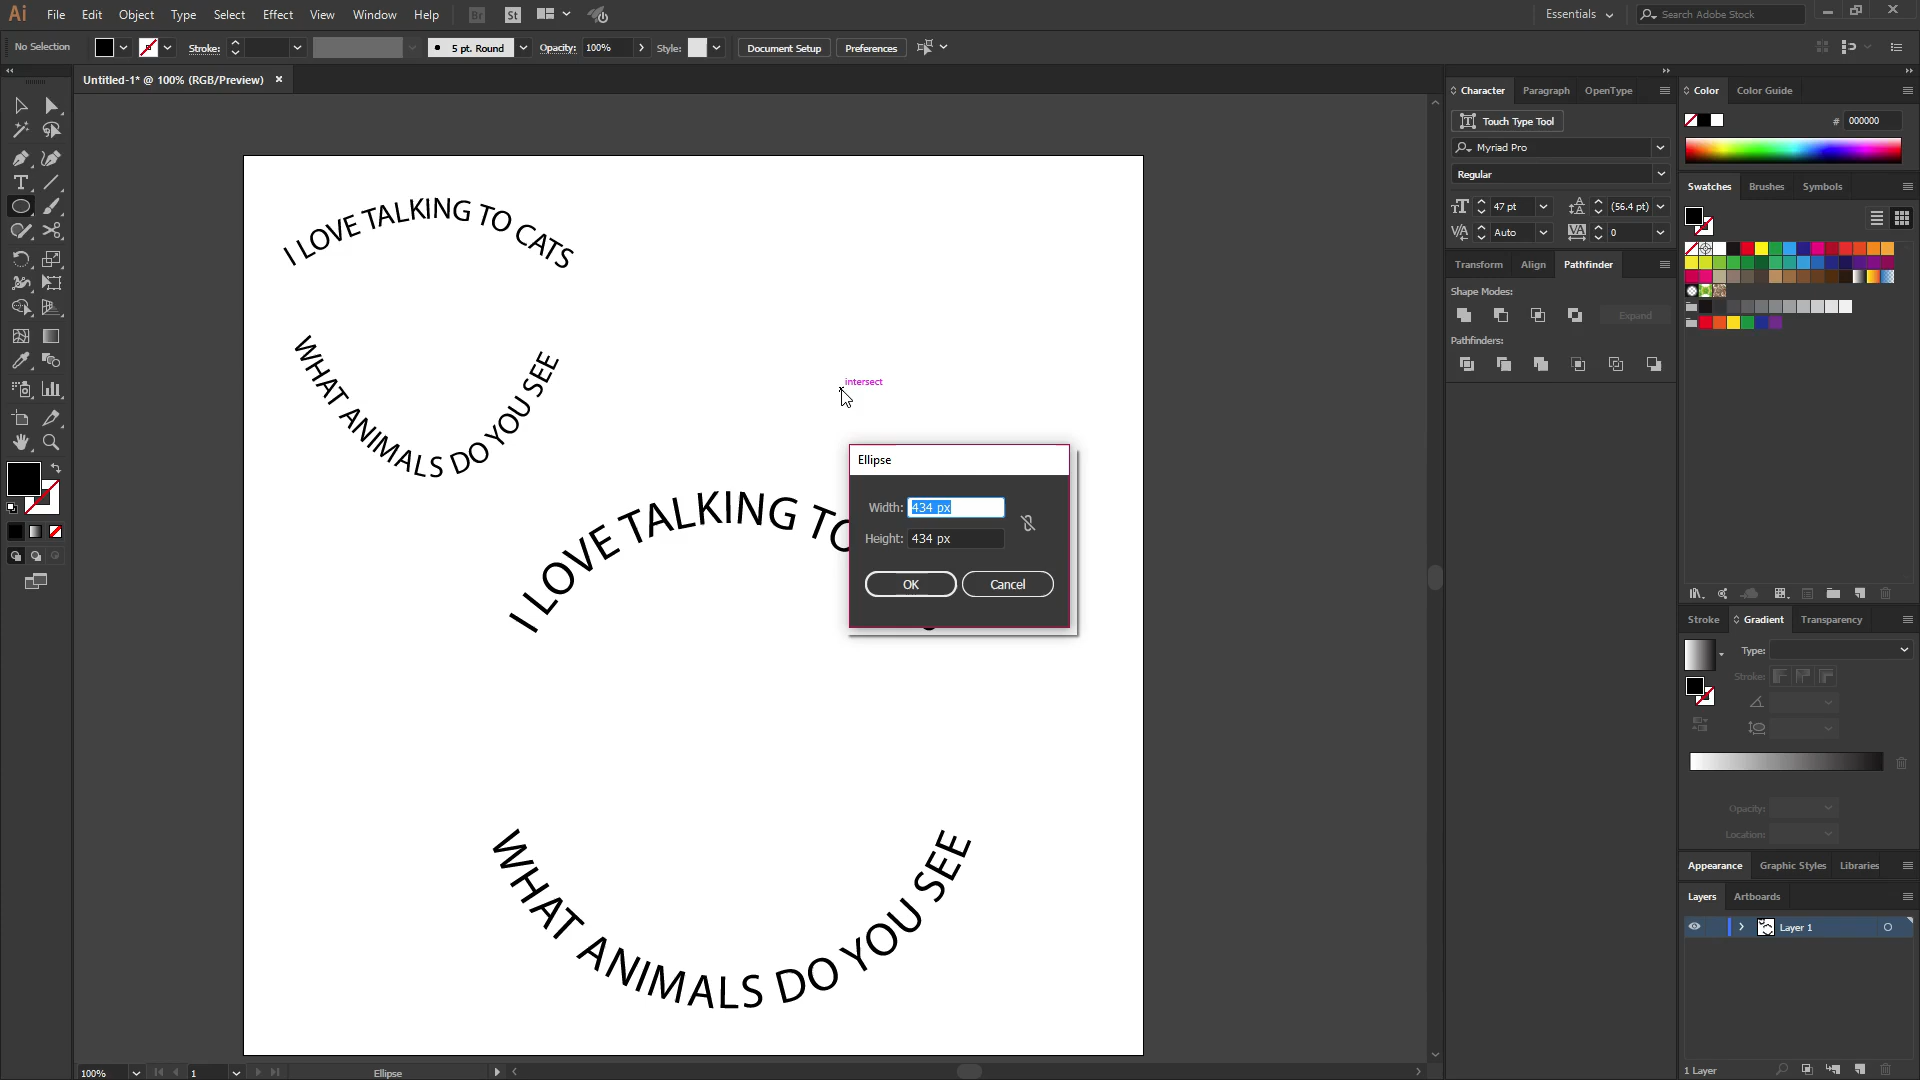 Ai File Edit Object Type Select Effect View Window Help Br St Essentials Search Adobe Stock
No Selection Stroke: 5 pt. Round Opacity: 100% Style: Document Setup Preferences
Untitled-1* @ 100% (RGB/Preview)
Character Paragraph OpenType
Touch Type Tool
Myriad Pro
Regular
47 pt (56.4 pt)
Auto 0
Transform Align Pathfinder
Shape Modes:
Expand
Pathfinders:
Color Color Guide
# 000000
Swatches Brushes Symbols
Stroke Gradient Transparency
Type:
Stroke:
Opacity:
Location:
Appearance Graphic Styles Libraries
Layers Artboards
Layer 1
1 Layer
I LOVE TALKING TO CATS
WHAT ANIMALS DO YOU SEE
intersect
Ellipse
Width: 434 px
Height: 434 px
OK Cancel
I LOVE TALKING TO
WHAT ANIMALS DO YOU SEE
100% 1 Ellipse